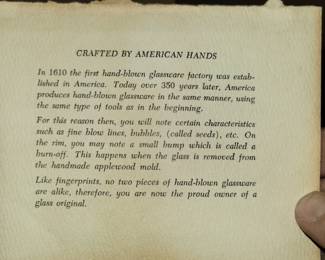 CRAFTED BY AMERICAN HANDS
In 1610 the first hand-blown glassware factory was estab-
lished in America. Today over 350 years later, America
produces hand-blown glassware in the same manner, using
the same type of tools as in the beginning.
For this reason then, you will note certain characteristics
such as fine blow lines, bubbles, (called seeds), etc. On
the rim, you may note a small bump which is called a
burn-off. This happens when the glass is removed from
the handmade applewood mold.
Like fingerprints, no two pieces of hand-blown glassware
are alike, therefore, you are now the proud owner of a
glass original.